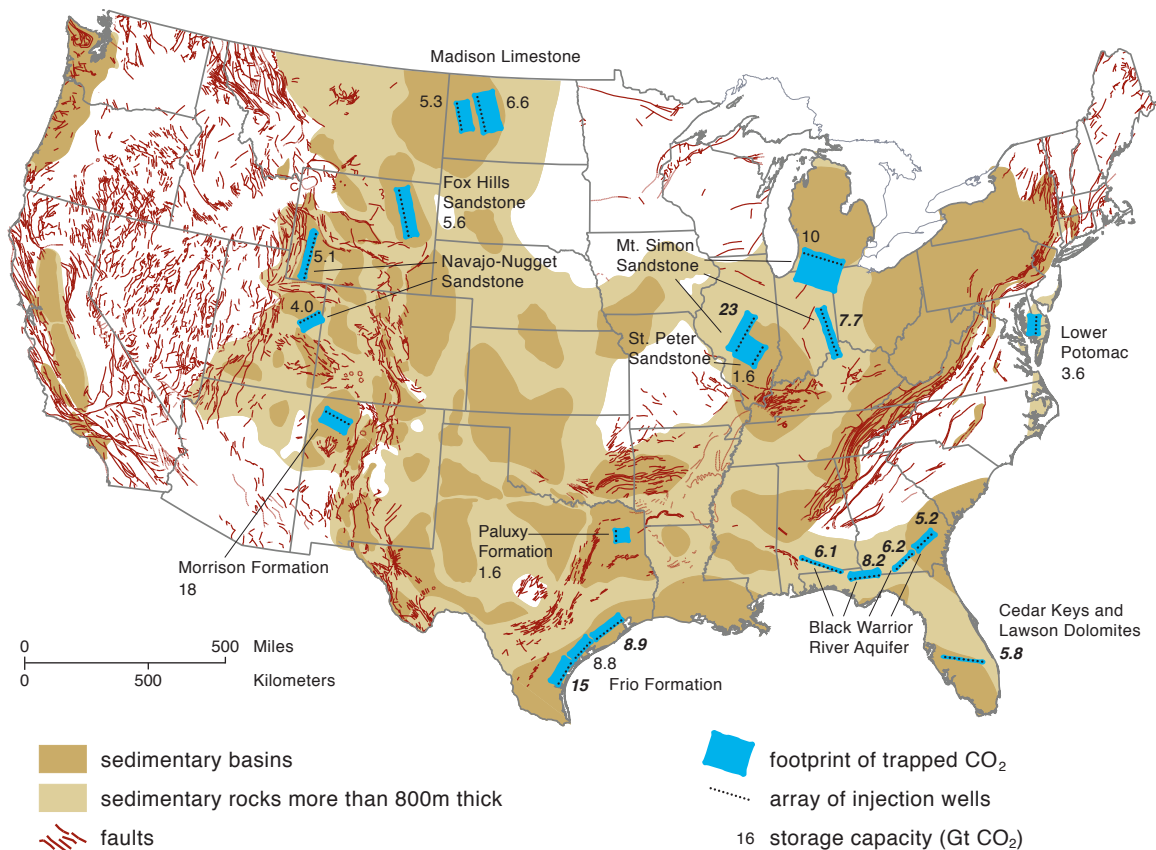 Madison Limestone
5.3
6.6
Fox Hills
Sandstone
5.6
5.1
Navajo-Nugget
Sandstone
4.0
Mt. Simon
Sandstone
10
23
7.7
St. Peter
Sandstone
1.6
Lower
Potomac
3.6
Morrison Formation
18
Paluxy
Formation
1.6
6.1
8.2
6.2
5.2
Black Warrior
River Aquifer
Cedar Keys and
Lawson Dolomites
5.8
8.9
8.8
15
Frio Formation
0 500 Miles
0 500 Kilometers
sedimentary basins
sedimentary rocks more than 800m thick
faults
footprint of trapped CO₂
array of injection wells
16 storage capacity (Gt CO₂)